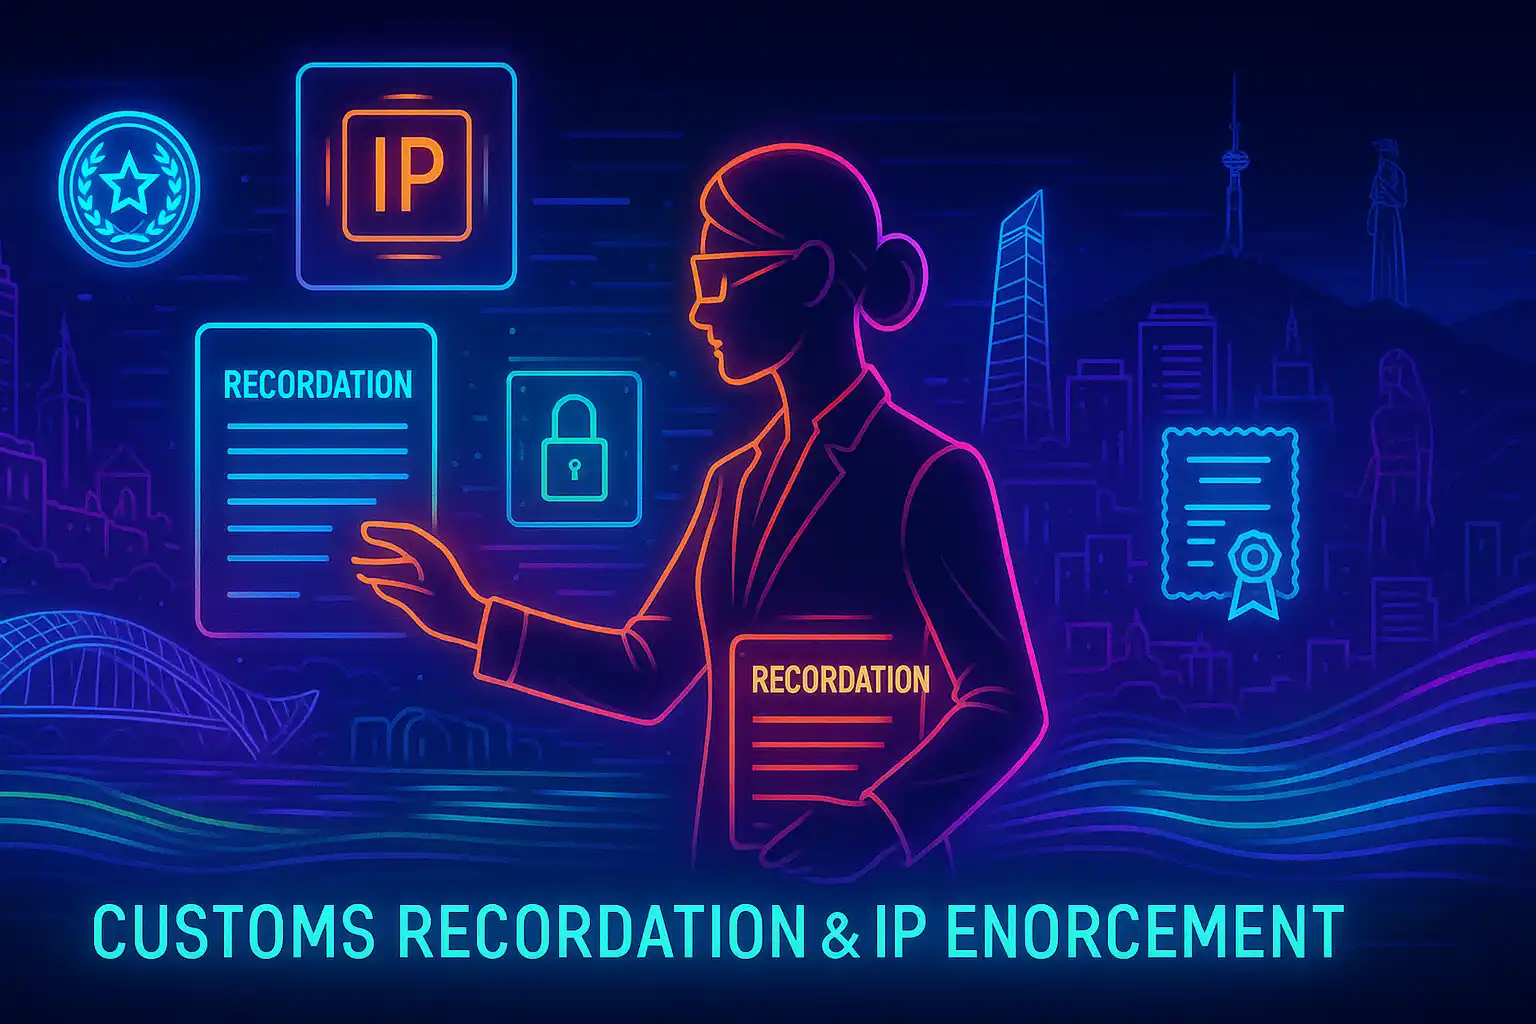 IP
RECORDATION
RECORDATION
CUSTOMS RECORDATION & IP ENORCEMENT